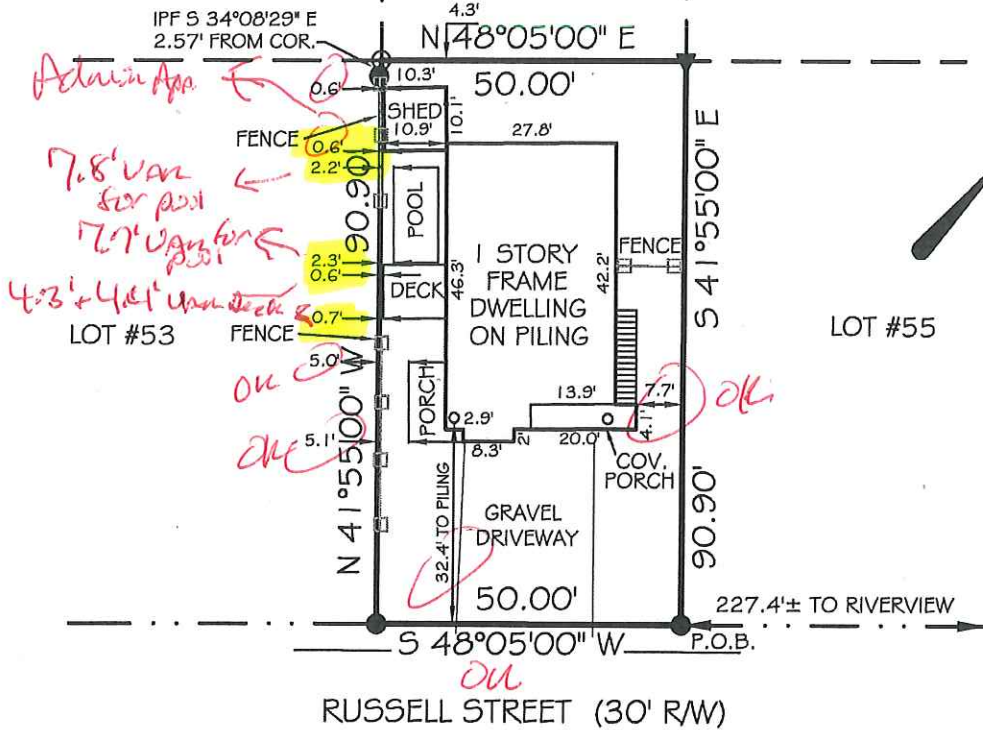 4.3'
IPF S 34°08'29" E
2.57' FROM COR.
N 48°05'00" E
Admin App.
0.6'
10.3'
50.00'
SHED
10.1'
FENCE
10.9'
27.8'
0.6'
2.2'
7.8' var
for pool
POOL
90.90'
S 41°55'00" E
7.7' var for
pool
2.3'
0.6'
DECK
46.3'
1 STORY
FRAME
DWELLING
ON PILING
42.2'
FENCE
4.3' + 4.4' var Deck
0.7'
LOT #53
FENCE
LOT #55
5.0'
OK
PORCH
13.9'
7.7'
OK
2.9'
4.1'
OK
5.1'
8.3'
2'
20.0'
COV.
PORCH
N 41°55'00" W
32.4' TO PILING
GRAVEL
DRIVEWAY
90.90'
50.00'
227.4'± TO RIVERVIEW
S 48°05'00" W
P.O.B.
OK
RUSSELL STREET (30' R/W)